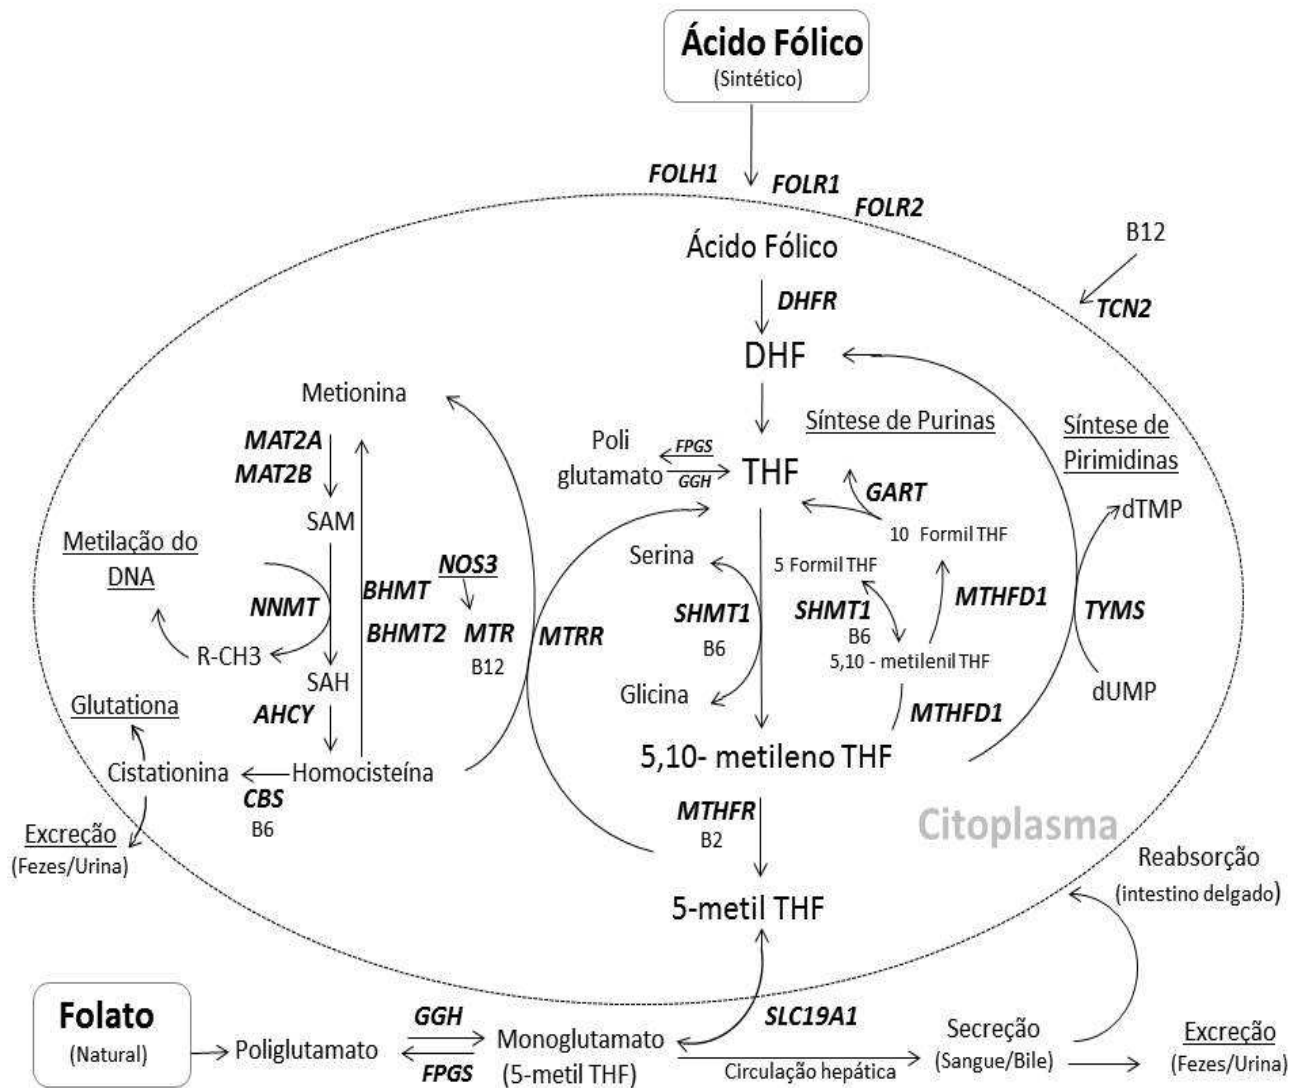 Ácido Fólico
(Sintético)
FOLH1
FOLR1
FOLR2
Ácido Fólico
B12
TCN2
DHFR
DHF
Metionina
Síntese de Purinas
Síntese de
Pirimidinas
MAT2A
MAT2B
Poli
glutamato
FPGS
GGH
THF
GART
dTMP
SAM
10 Formil THF
Metilação do
DNA
NOS3
Serina
5 Formil THF
NNMT
BHMT
BHMT2
MTR
B12
MTRR
SHMT1
B6
SHMT1
B6
MTHFD1
TYMS
R-CH3
5,10 - metilenil THF
SAH
Glicina
dUMP
Glutationa
AHCY
MTHFD1
Cistationina
Homocisteína
5,10- metileno THF
CBS
B6
MTHFR
B2
Citoplasma
Excreção
(Fezes/Urina)
Reabsorção
(intestino delgado)
5-metil THF
Folato
(Natural)
Poliglutamato
GGH
FPGS
Monoglutamato
(5-metil THF)
SLC19A1
Circulação hepática
Secreção
(Sangue/Bile)
Excreção
(Fezes/Urina)